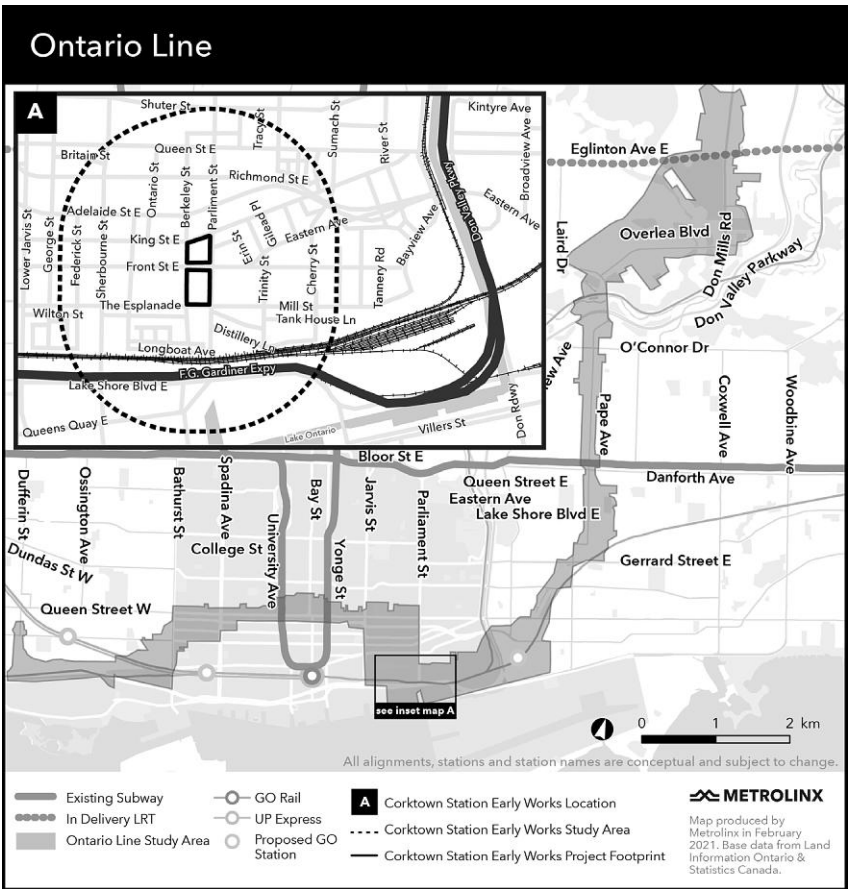 Ontario Line
A
Shuter St
Tracy St
Sumach St
River St
Kintyre Ave
Broadview Ave
Britain St
Queen St E
Ontario St
Berkeley St
Parliment St
Richmond St E
Don Valley Pkwy
Eastern Ave
Lower Jarvis St
George St
Federick St
Sherbourne St
Adelaide St E
King St E
Front St E
The Esplanade
Erin St
Gilead Pl
Eastern Ave
Trinity St
Cherry St
Tannery Rd
Bayview Ave
Wilton St
Mill St
Tank House Ln
Distillery Ln
Longboat Ave
F.G. Gardiner Expy
Lake Shore Blvd E
Queens Quay E
Lake Ontario
Villers St
Don Rdwy
Eglinton Ave E
Laird Dr
Overlea Blvd
Don Mills Rd
Don Valley Parkway
O'Connor Dr
ew Ave
Pape Ave
Coxwell Ave
Woodbine Ave
Bloor St E
Danforth Ave
Dufferin St
Ossington Ave
Bathurst St
Spadina Ave
University Ave
Bay St
Yonge St
Jarvis St
Parliament St
Queen Street E
Eastern Ave
Lake Shore Blvd E
College St
Dundas St W
Gerrard Street E
Queen Street W
see inset map A
0 1 2 km
All alignments, stations and station names are conceptual and subject to change.
Existing Subway
In Delivery LRT
Ontario Line Study Area
GO Rail
UP Express
Proposed GO
Station
A Corktown Station Early Works Location
Corktown Station Early Works Study Area
Corktown Station Early Works Project Footprint
METROLINX
Map produced by
Metrolinx in February
2021. Base data from Land
Information Ontario &
Statistics Canada.